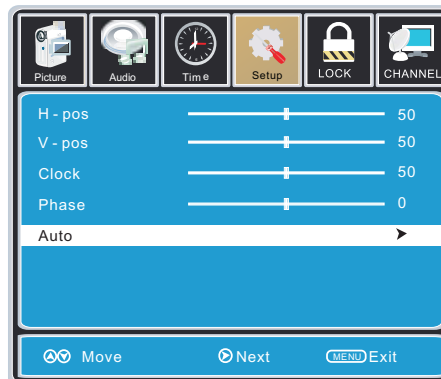 Picture Audio Time Setup LOCK CHANNEL
H - pos 50
V - pos 50
Clock 50
Phase 0
Auto
Move Next MENU Exit